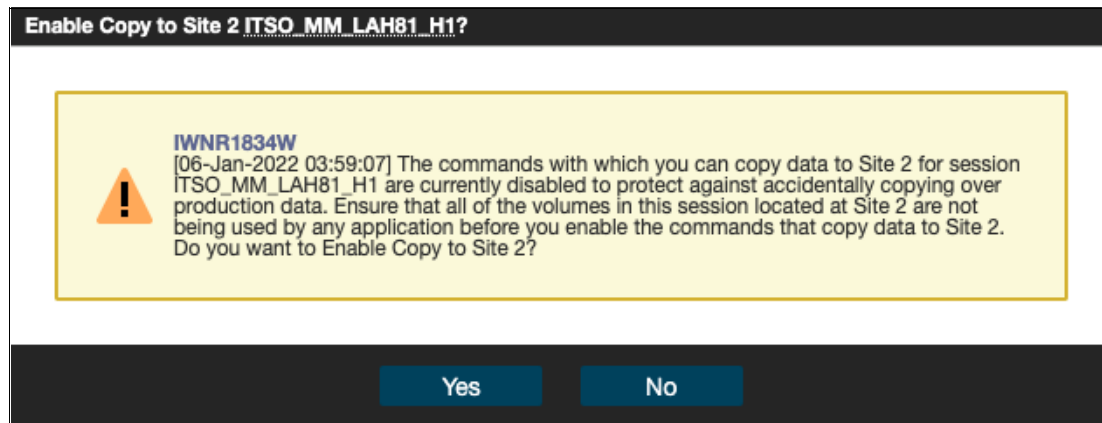 Enable Copy to Site 2 ITSO_MM_LAH81_H1?
IWNR1834W
[06-Jan-2022 03:59:07] The commands with which you can copy data to Site 2 for session
ITSO_MM_LAH81_H1 are currently disabled to protect against accidentally copying over
production data. Ensure that all of the volumes in this session located at Site 2 are not
being used by any application before you enable the commands that copy data to Site 2.
Do you want to Enable Copy to Site 2?
Yes
No